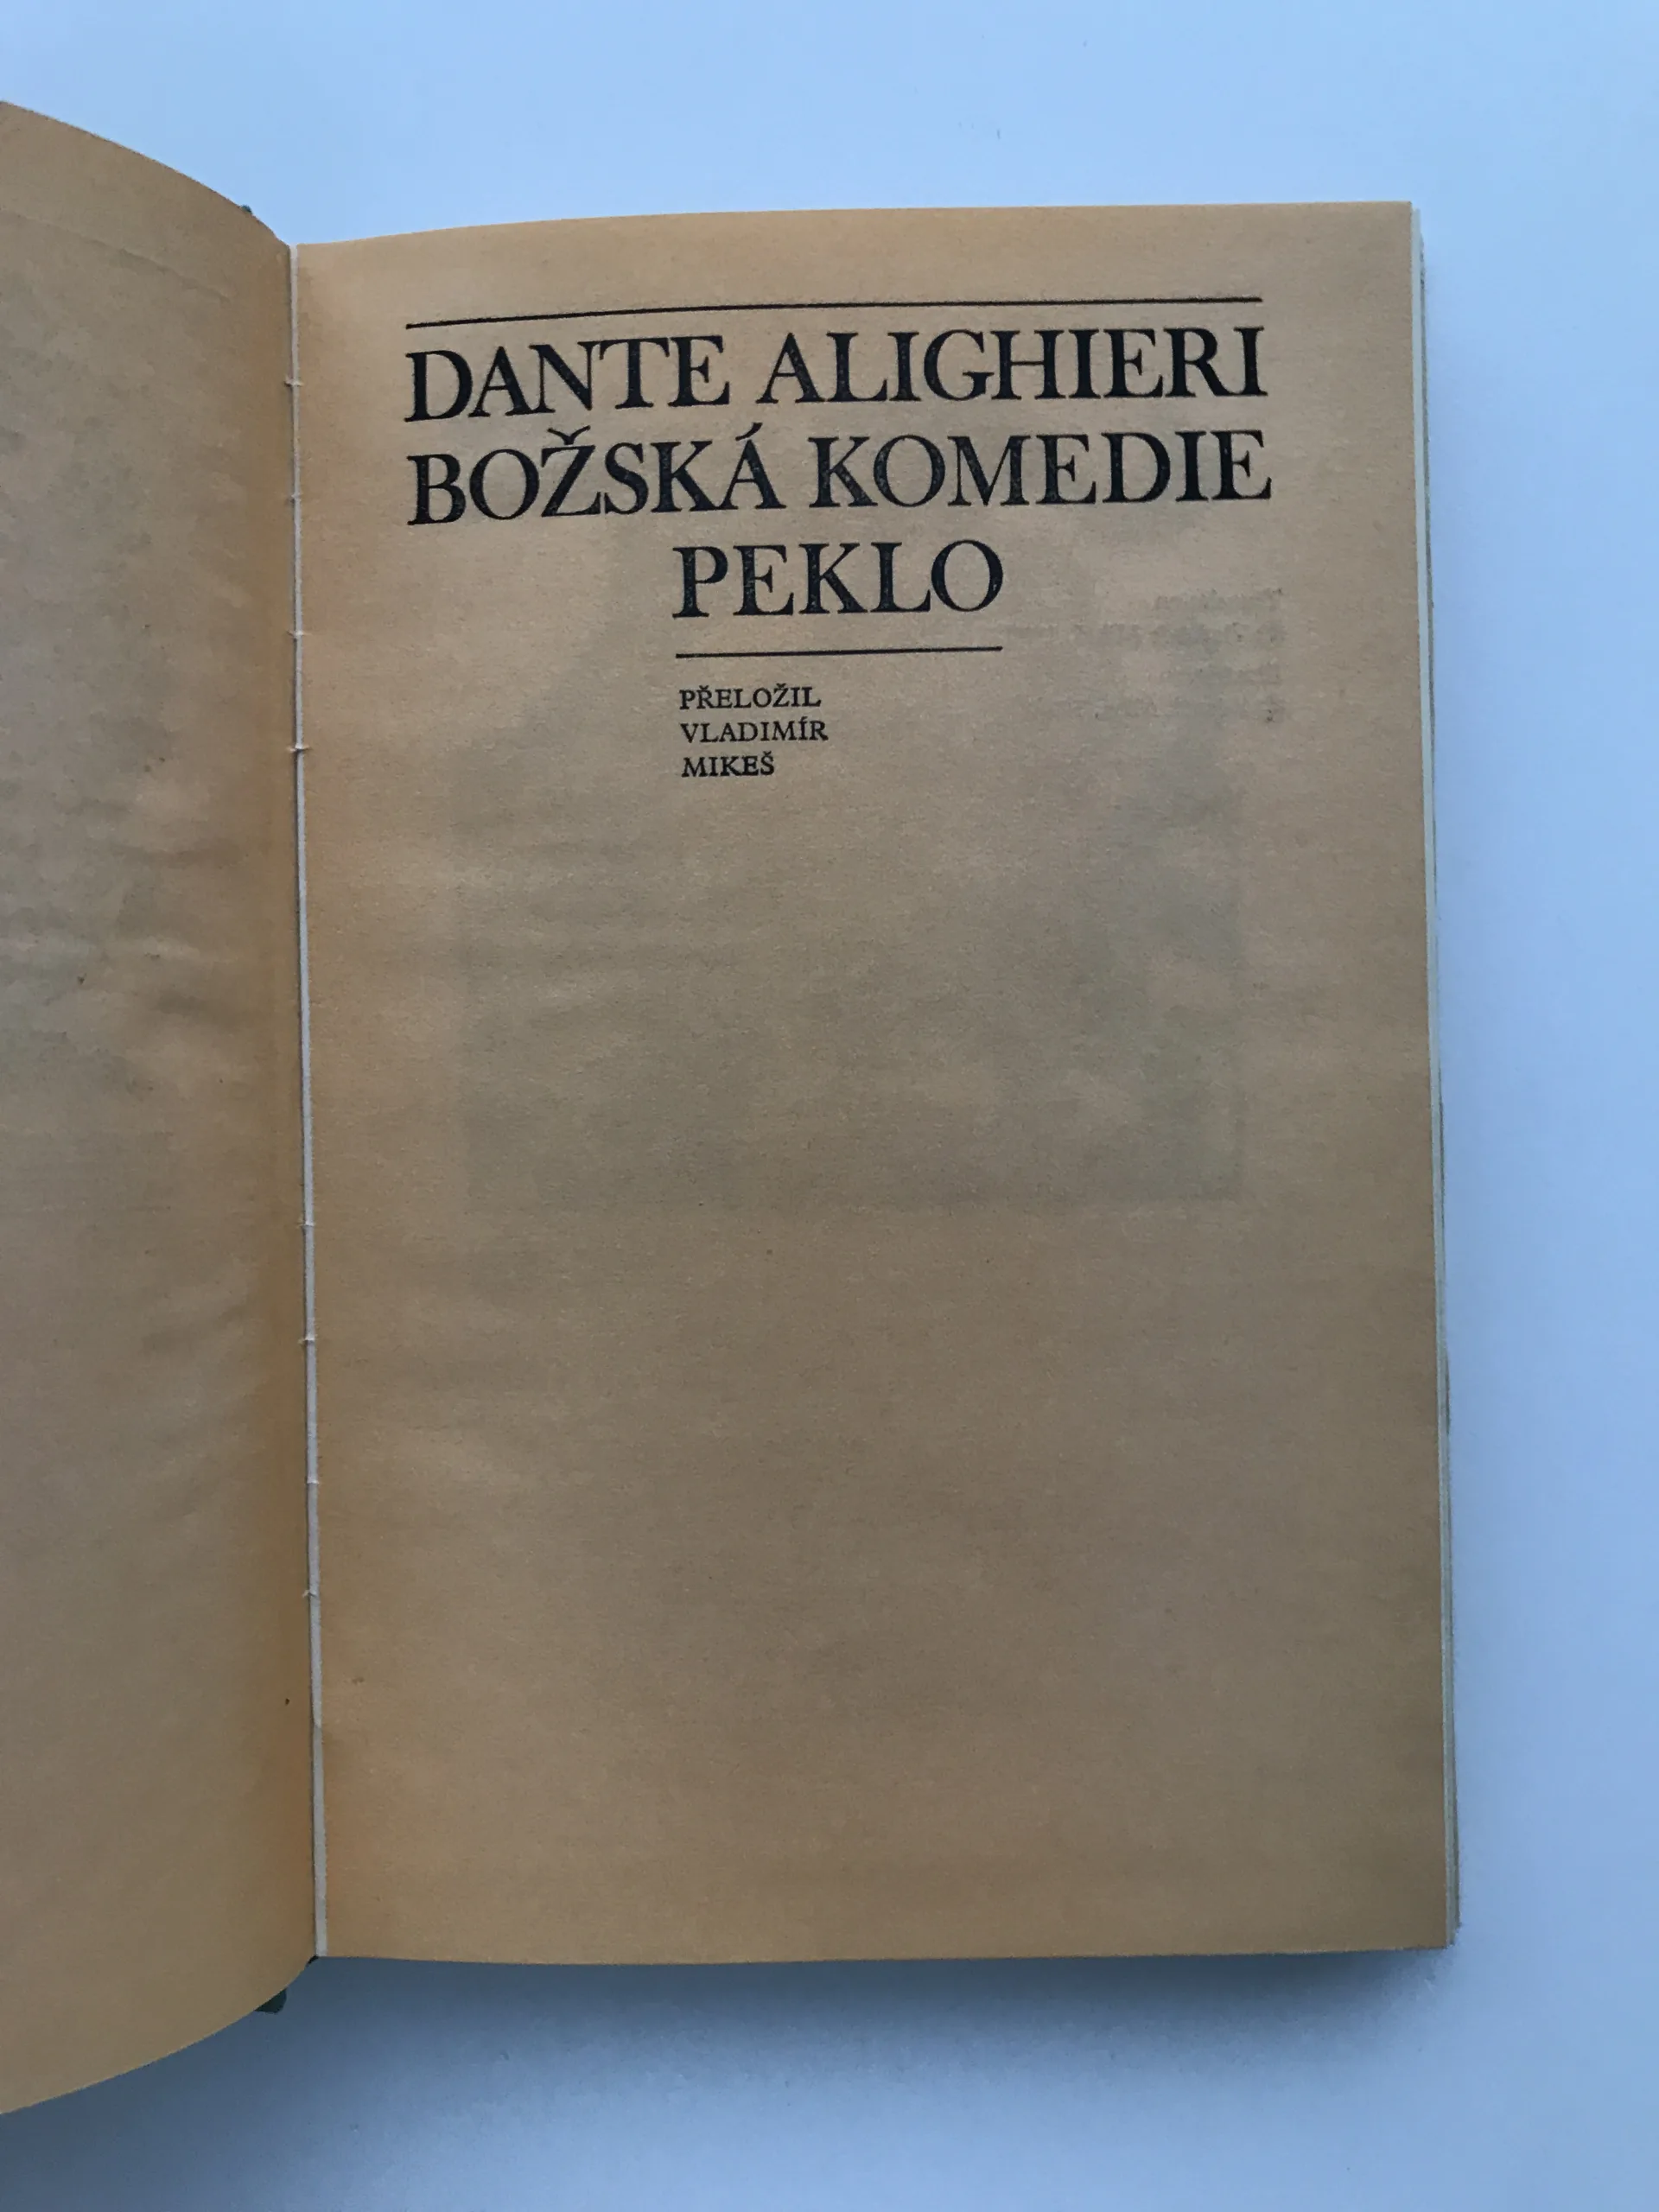 DANTE ALIGHIERI
BOŽSKÁ KOMEDIE
PEKLO
PŘELOŽIL
VLADIMÍR
MIKEŠ